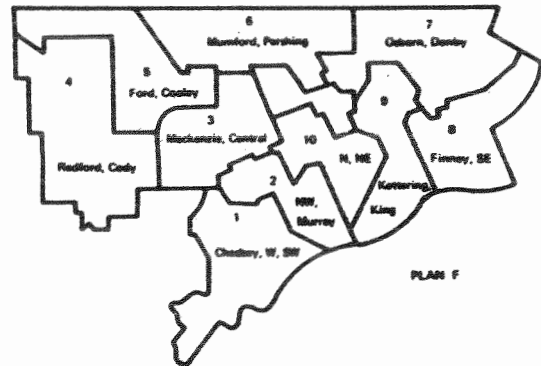 6
Mumford, Pershing
7
Osborn, Denby
5
Ford, Cooley
4
3
Mackenzie, Central
9
10
8
N, NE
Finney, SE
Redford, Cody
2
Kettering,
King
NW,
Murray
1
Chadsey, W, SW
PLAN F